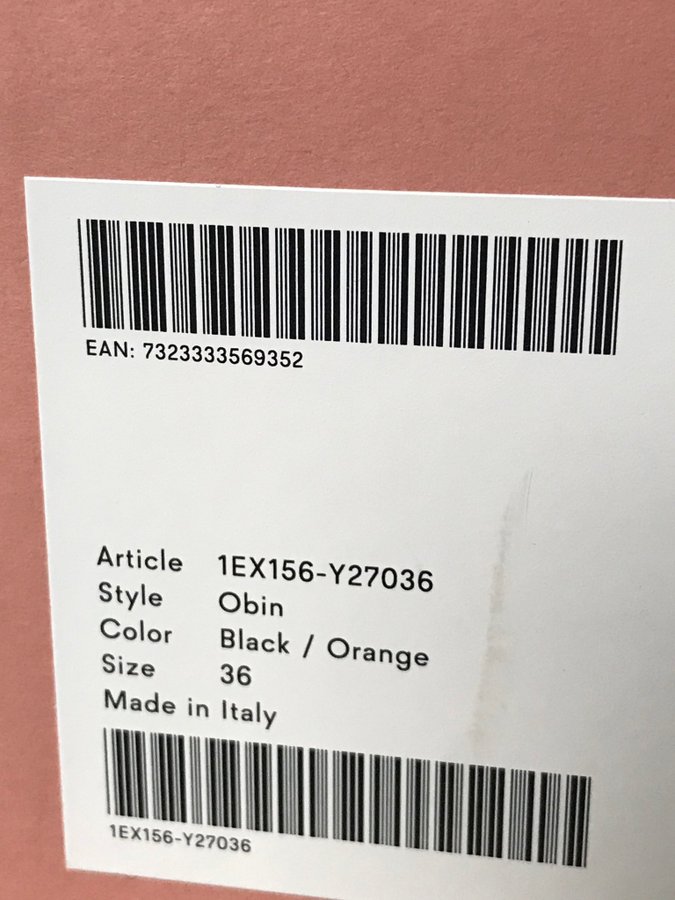 EAN: 7323333569352
Article 1EX156-Y27036
Style Obin
Color Black / Orange
Size 36
Made in Italy
1EX156-Y27036